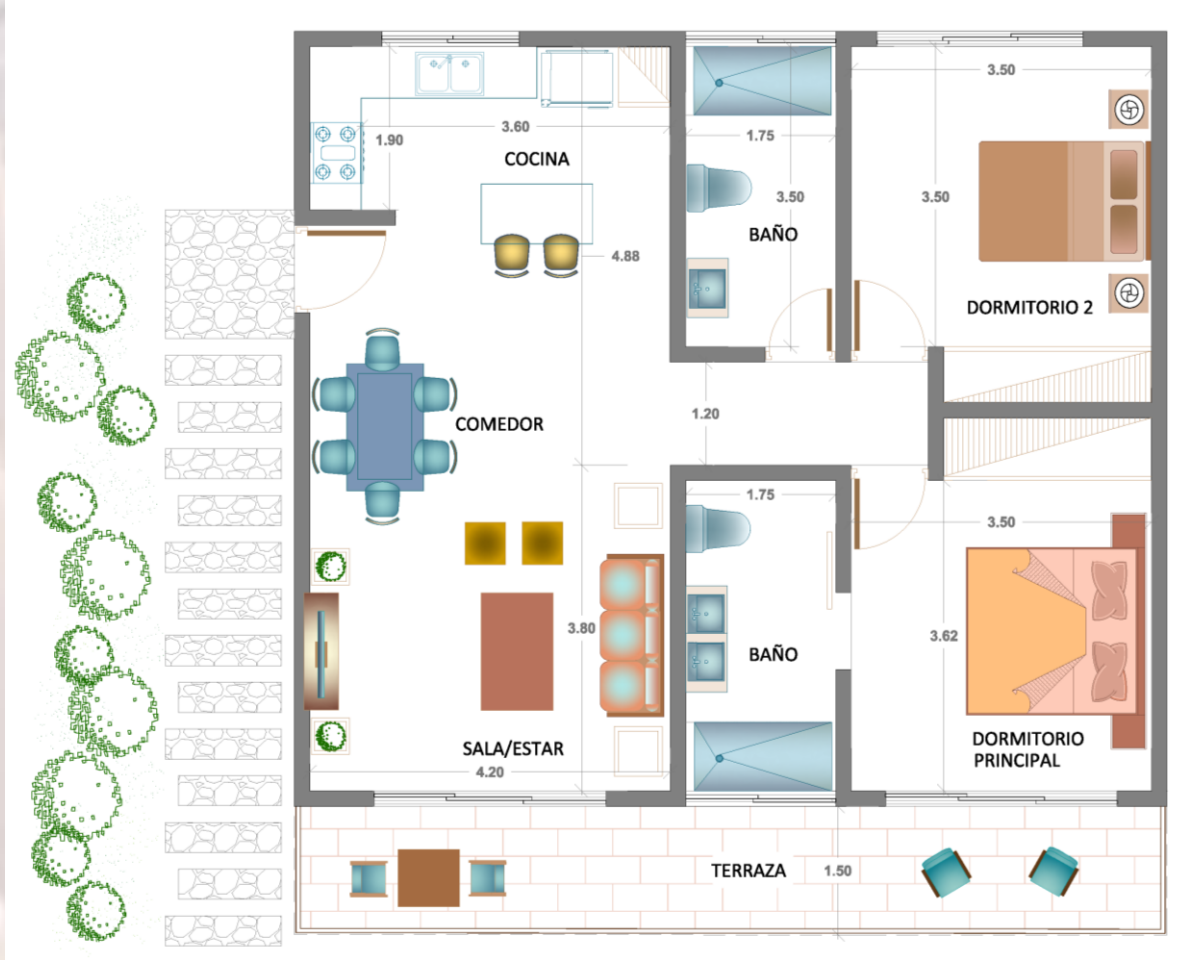 3.50
3.60
1.90
1.75
COCINA
3.50
3.50
BAÑO
4.88
DORMITORIO 2
1.20
COMEDOR
1.75
3.50
3.80
3.62
BAÑO
SALA/ESTAR
4.20
DORMITORIO
PRINCIPAL
TERRAZA
1.50